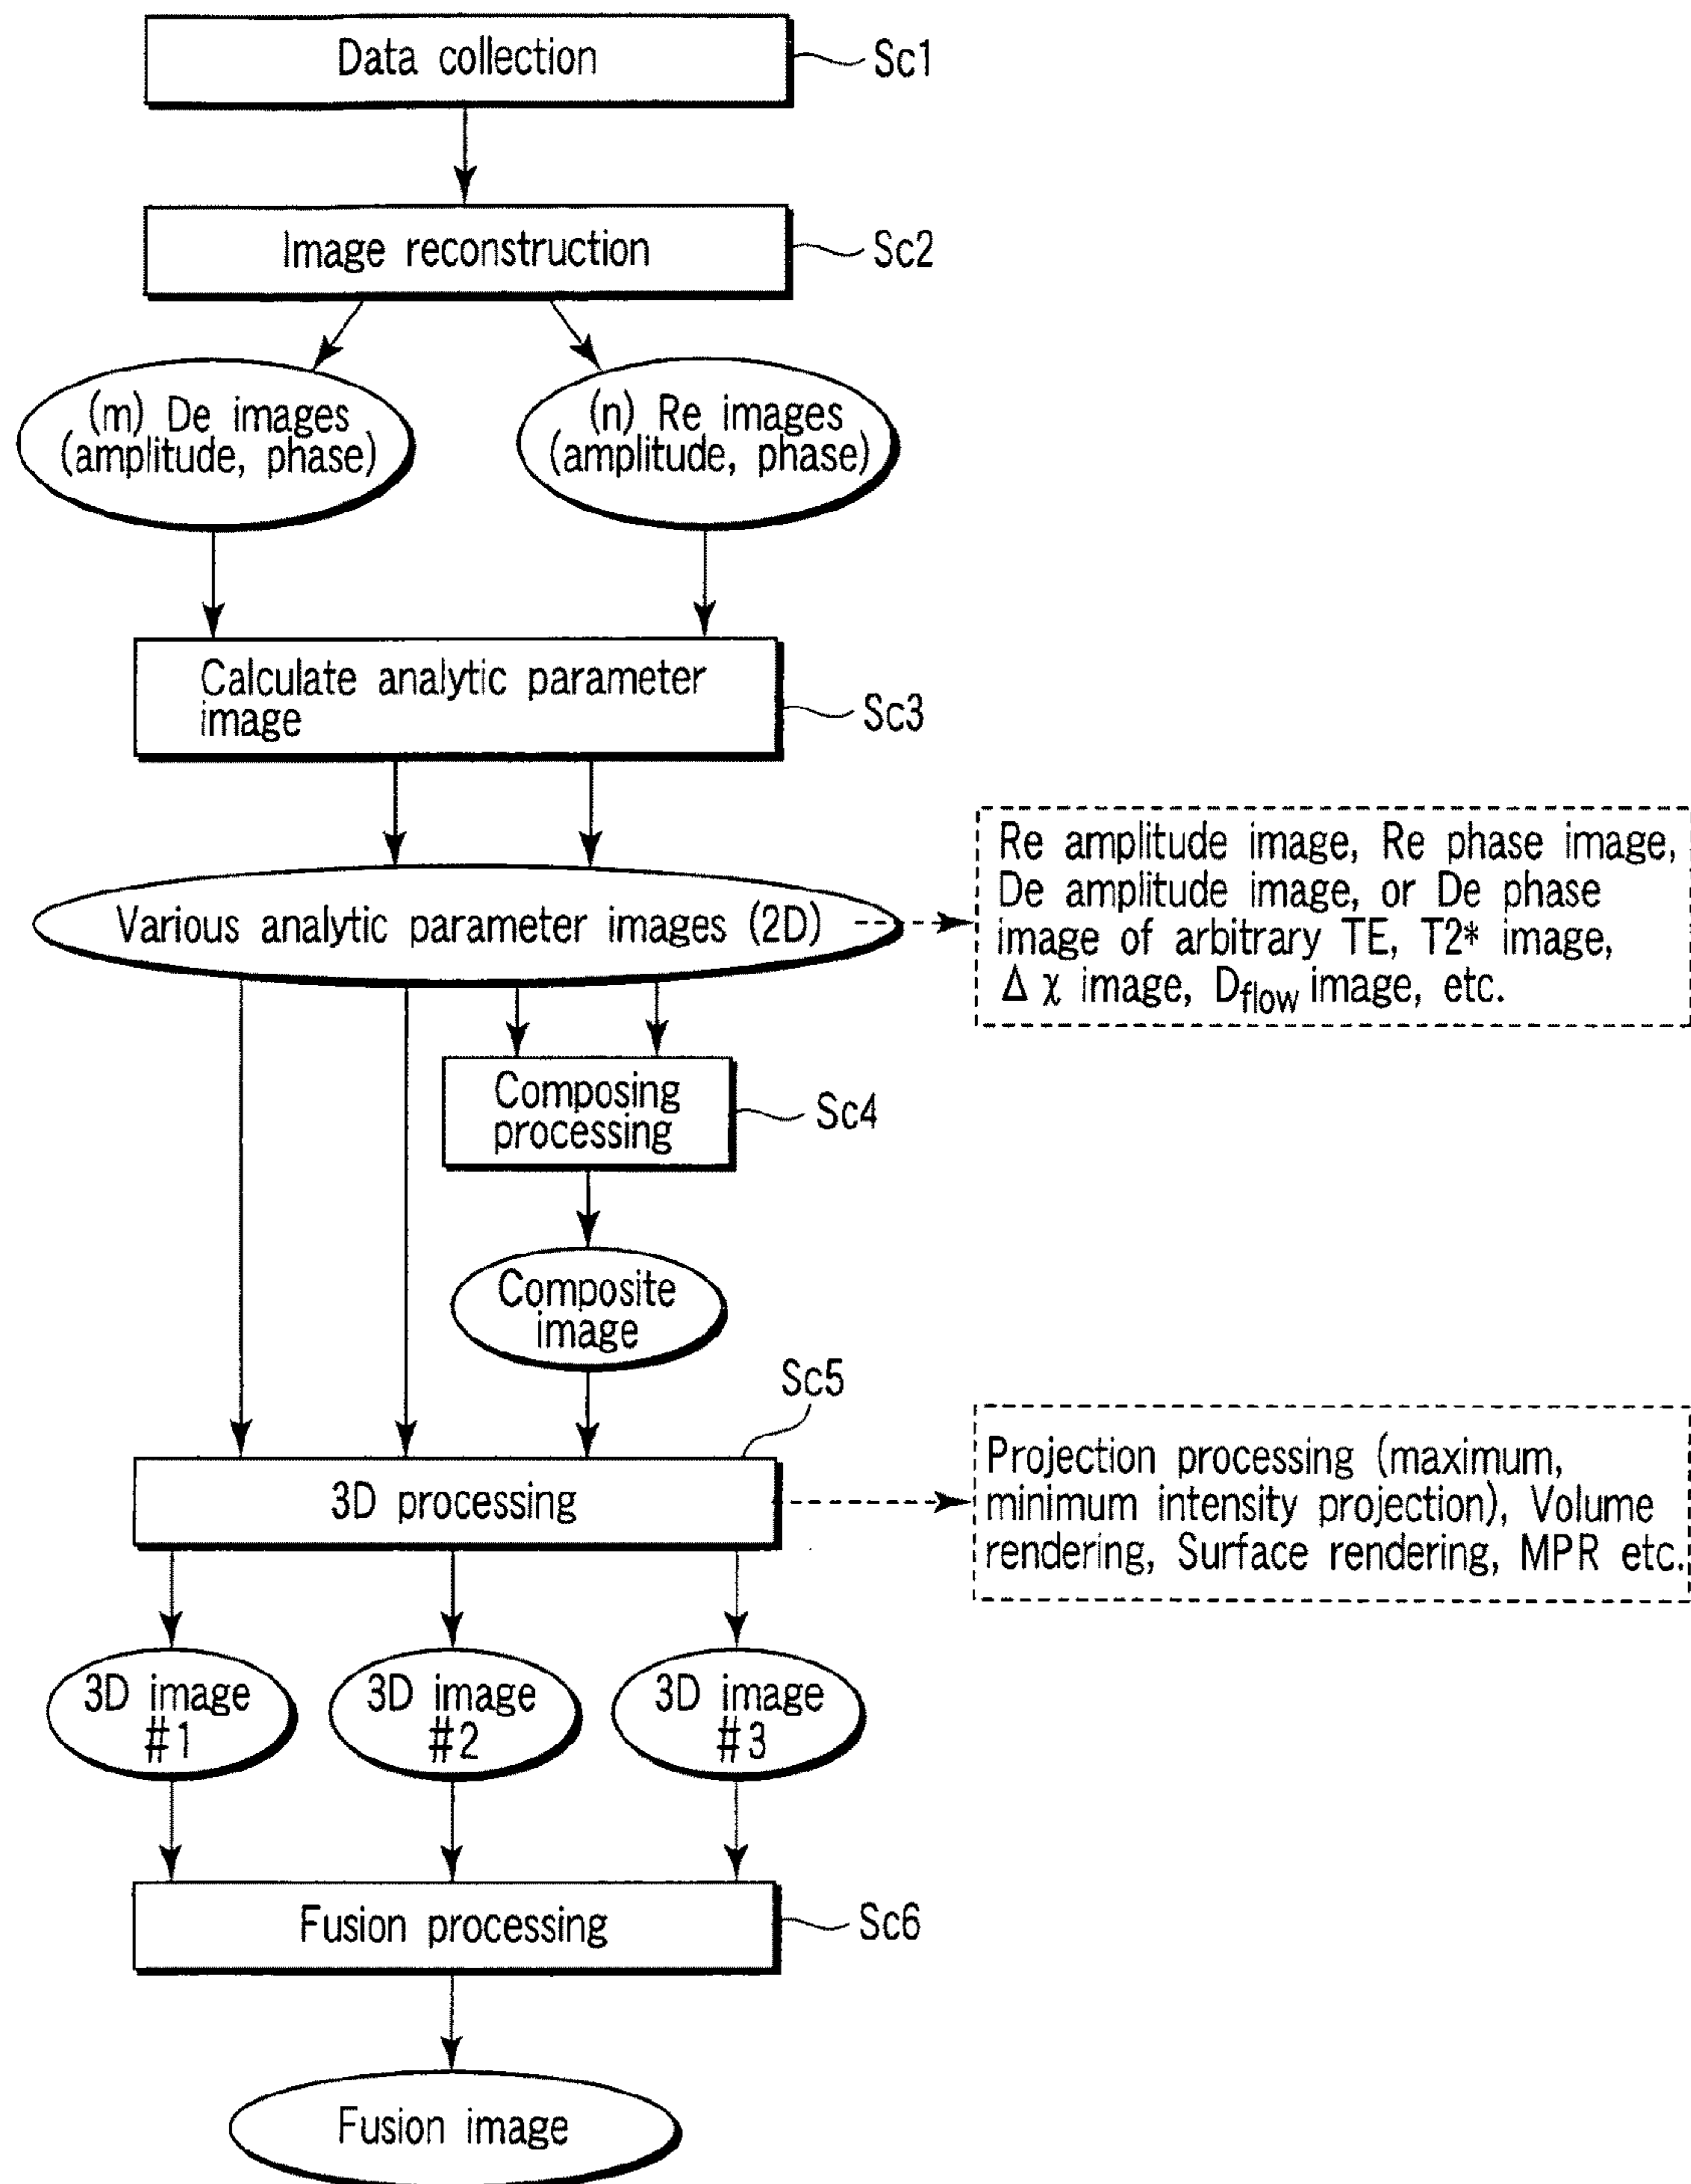 Data collection
Sc1
Image reconstruction
Sc2
(m) De images
(amplitude, phase)
(n) Re images
(amplitude, phase)
Calculate analytic parameter
image
Sc3
Various analytic parameter images (2D)
Re amplitude image, Re phase image,
De amplitude image, or De phase
image of arbitrary TE, T2* image,
Δχ image, Dflow image, etc.
Composing
processing
Sc4
Composite
image
Sc5
3D processing
Projection processing (maximum,
minimum intensity projection), Volume
rendering, Surface rendering, MPR etc.
3D image
#1
3D image
#2
3D image
#3
Fusion processing
Sc6
Fusion image